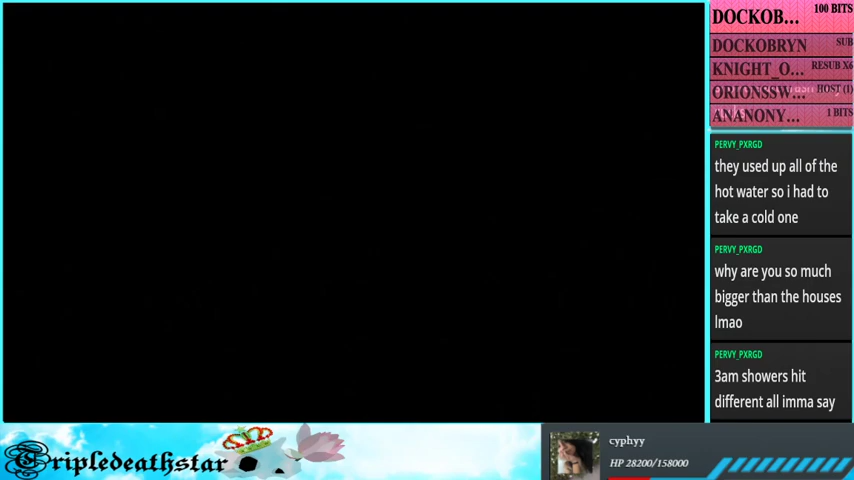 DOCKOB... 100 BITS
DOCKOBRYN SUB
KNIGHT_O... RESUB X6
ORIONSSW... HOST (1)
ANANONY... 1 BITS
PERVY_PXRGD
they used up all of the
hot water so i had to
take a cold one
PERVY_PXRGD
why are you so much
bigger than the houses
lmao
PERVY_PXRGD
3am showers hit
different all imma say
Tripledeathstar
cyphyy
HP 28200/158000